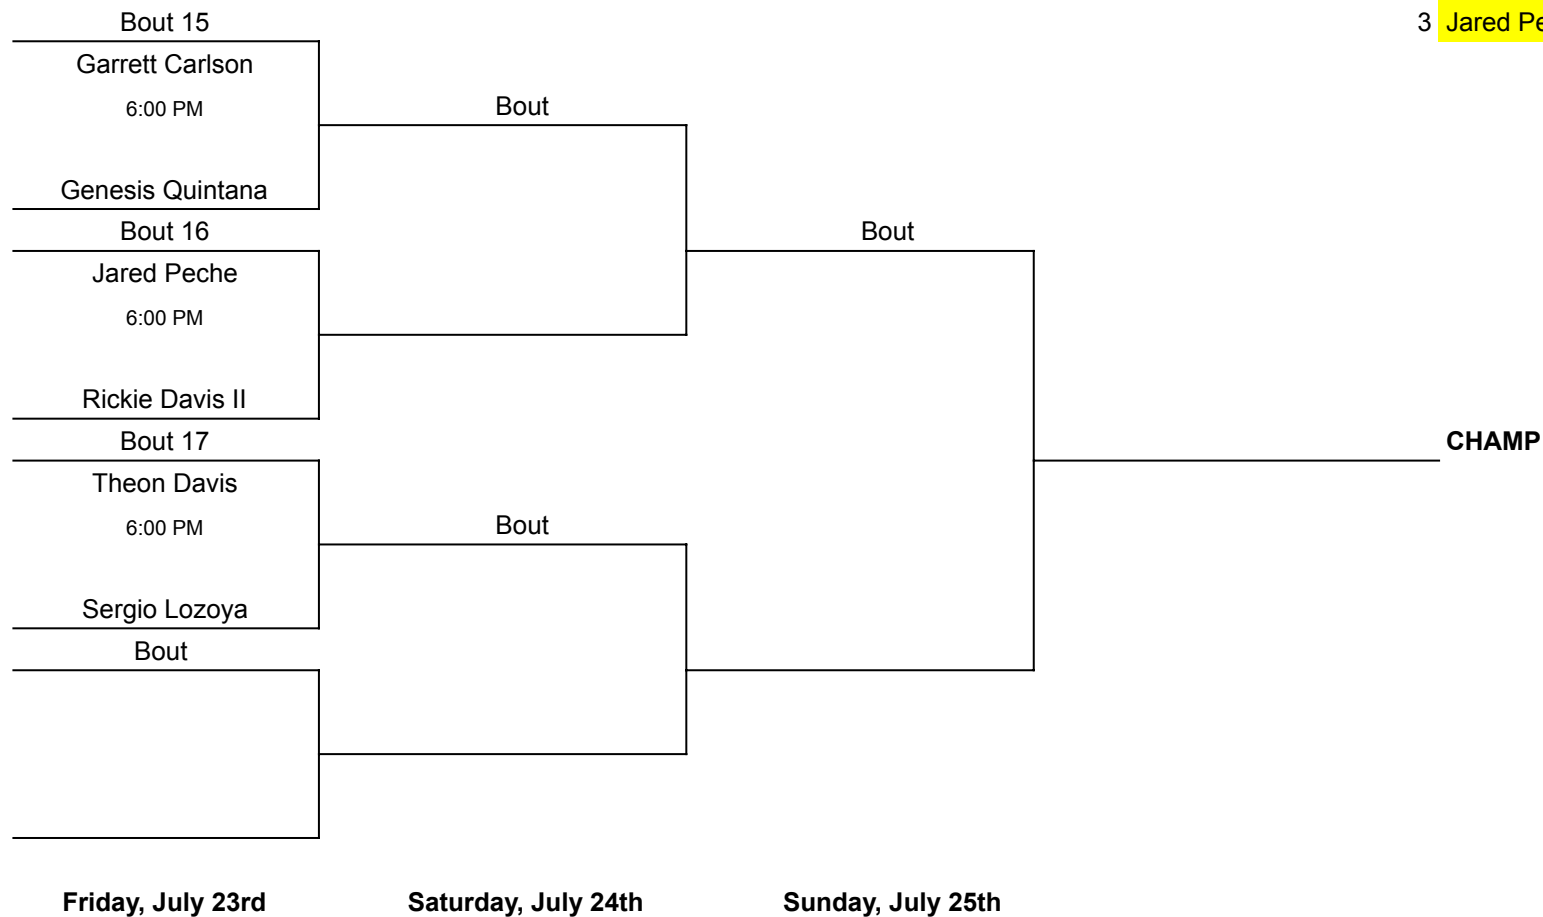 Bout 15
3 Jared Pe
Garrett Carlson
6:00 PM
Bout
Genesis Quintana
Bout 16
Bout
Jared Peche
6:00 PM
Rickie Davis II
Bout 17
CHAMP
Theon Davis
6:00 PM
Bout
Sergio Lozoya
Bout
Friday, July 23rd
Saturday, July 24th
Sunday, July 25th